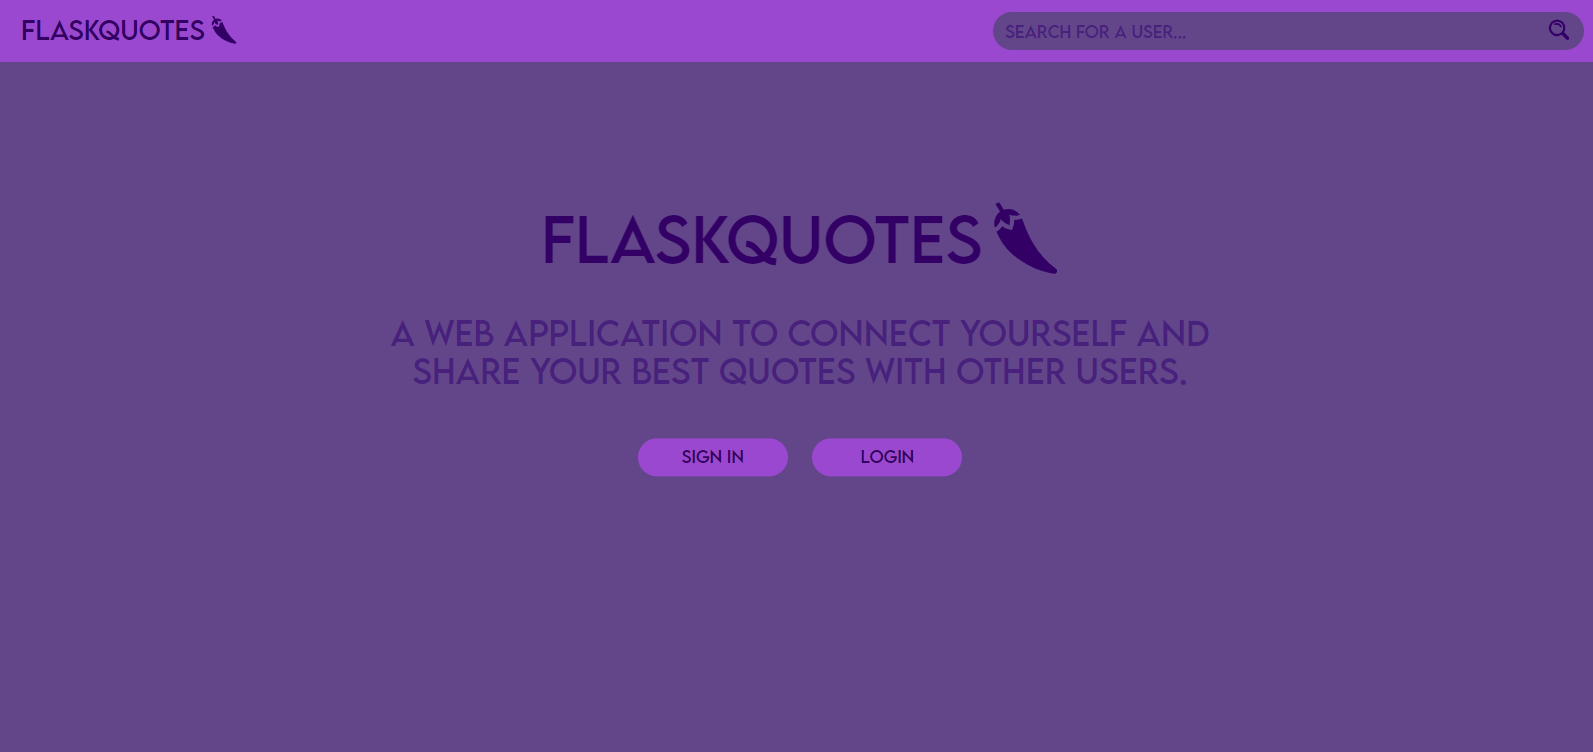 FLASKQUOTES
SEARCH FOR A USER...
FLASKQUOTES
A WEB APPLICATION TO CONNECT YOURSELF AND
SHARE YOUR BEST QUOTES WITH OTHER USERS.
SIGN IN
LOGIN